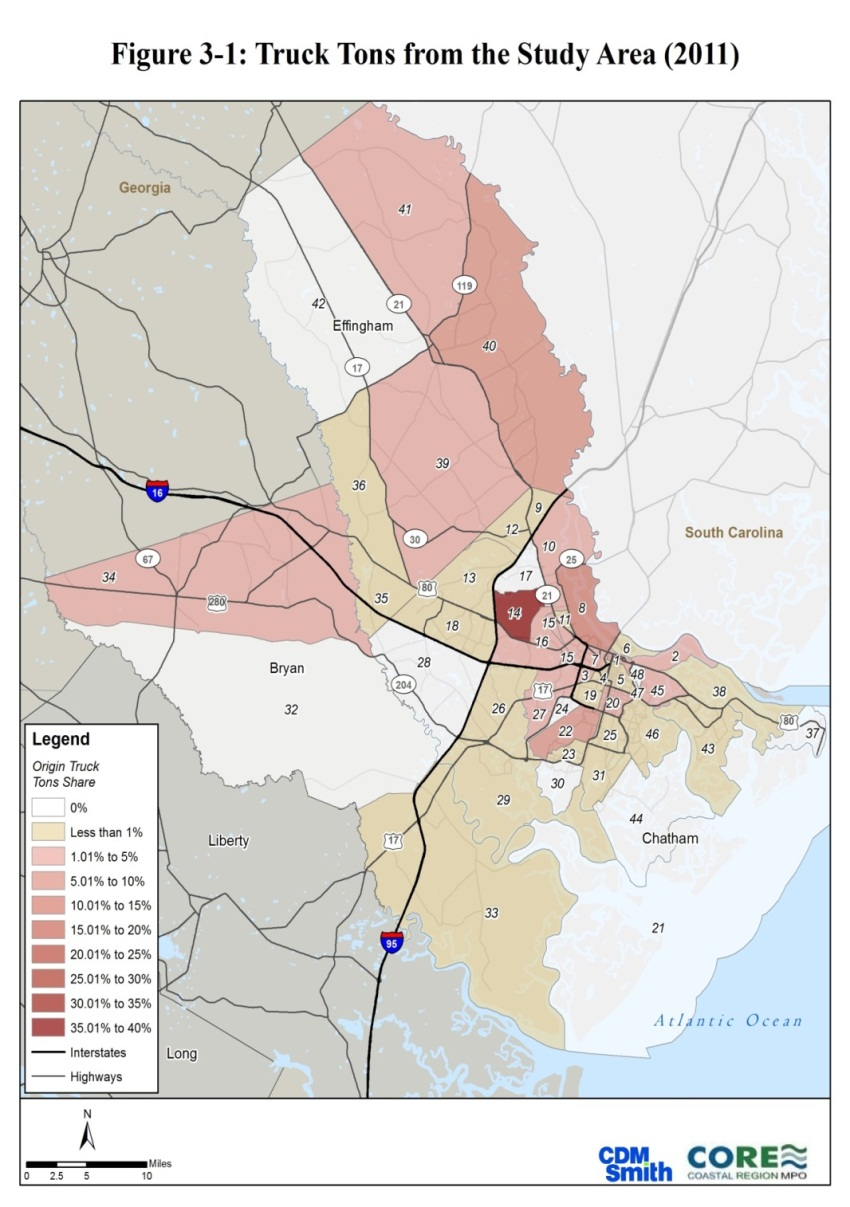 Figure 3-1: Truck Tons from the Study Area (2011)
Georgia
41
119
42
21
Effingham
40
17
39
36
16
9
12
30
South Carolina
10
67
25
34
13
17
80
21
280
35
14
8
15
11
18
16
6
15
7
1
2
28
Bryan
3
4
5
48
204
17
19
47
45
38
32
26
27
24
20
80
37
22
25
46
23
43
Legend
Origin Truck
Tons Share
0%
Less than 1%
1.01% to 5%
5.01% to 10%
10.01% to 15%
15.01% to 20%
20.01% to 25%
25.01% to 30%
30.01% to 35%
35.01% to 40%
Interstates
Highways
30
31
29
44
Chatham
Liberty
17
33
21
95
Atlantic Ocean
Long
N
Miles
0 2.5 5 10
CDM
Smith
CORE
COASTAL REGION MPO